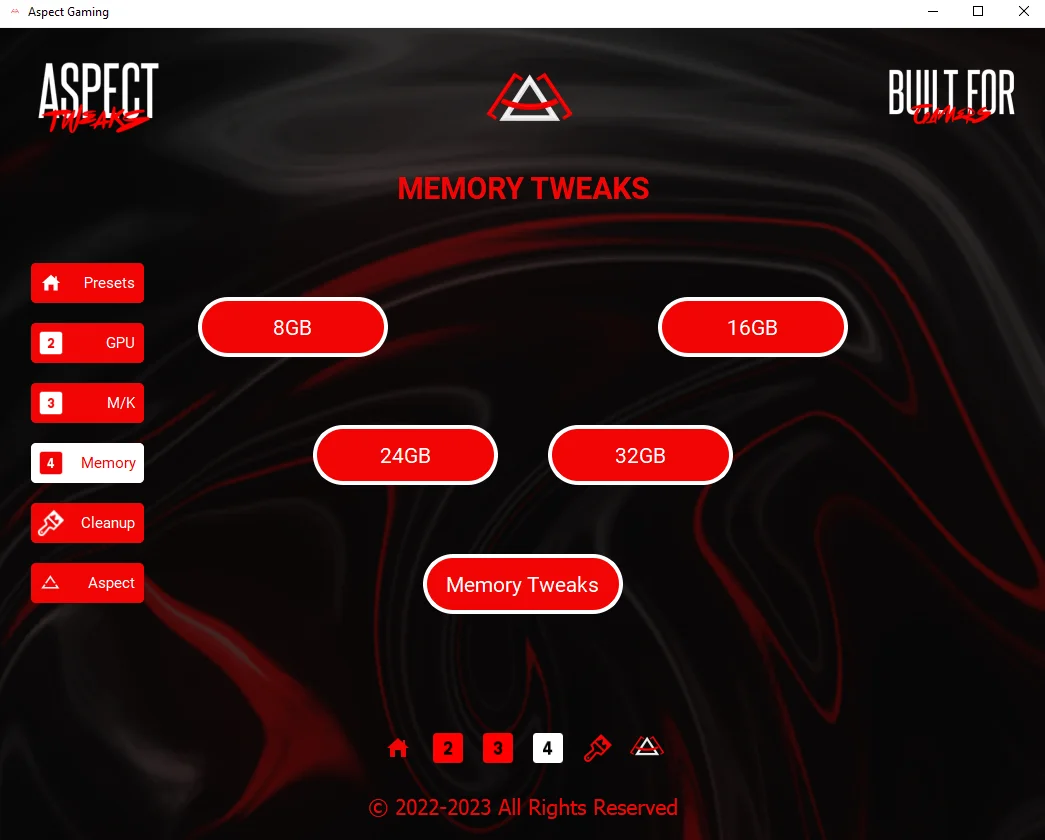 Aspect Gaming
ASPECT
TWEAKS
BUILT FOR
GAMERS
MEMORY TWEAKS
Presets
2 GPU
3 M/K
4 Memory
Cleanup
Aspect
8GB
16GB
24GB
32GB
Memory Tweaks
2 3 4
© 2022-2023 All Rights Reserved